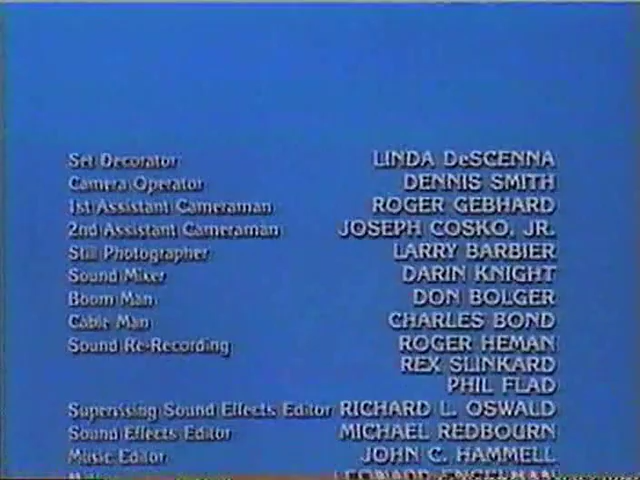 Set Decorator LINDA DeSCENNA
Camera Operator DENNIS SMITH
1st Assistant Cameraman ROGER GEBHARD
2nd Assistant Cameraman JOSEPH COSKO, JR.
Still Photographer LARRY BARBIER
Sound Mixer DARIN KNIGHT
Boom Man DON BOLGER
Cable Man CHARLES BOND
Sound Re-Recording ROGER HEMAN
REX SLINKARD
PHIL FLAD
Supervising Sound Effects Editor RICHARD L. OSWALD
Sound Effects Editor MICHAEL REDBOURN
Music Editor JOHN C. HAMMELL